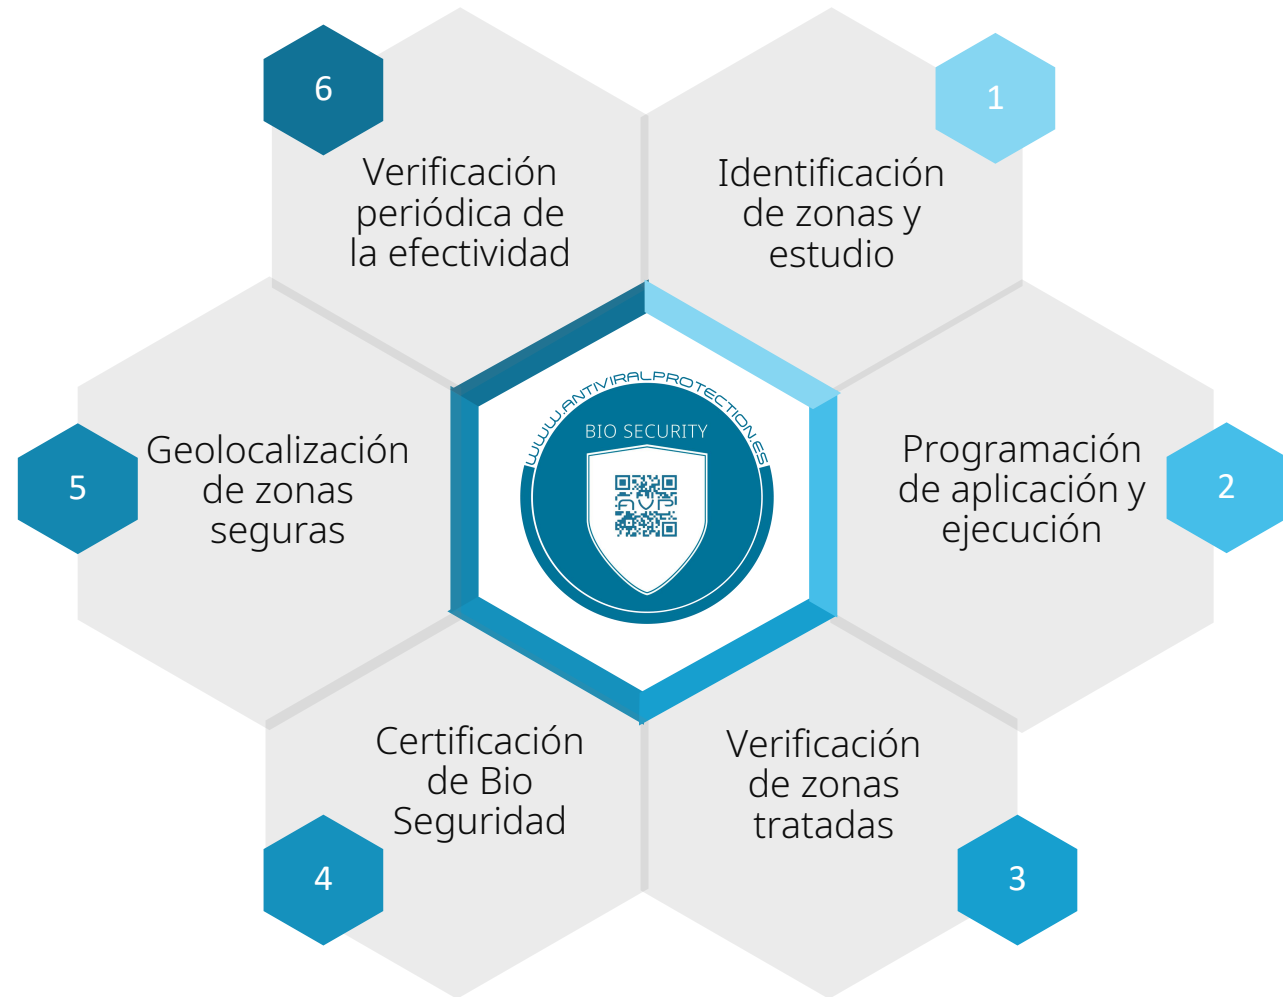 1
Identificación
de zonas y
estudio
2
Programación
de aplicación y
ejecución
3
Verificación
de zonas
tratadas
4
Certificación
de Bio
Seguridad
5
Geolocalización
de zonas
seguras
6
Verificación
periódica de
la efectividad
WWW.ANTIVIRALPROTECTION.ES
BIO SECURITY
AVP